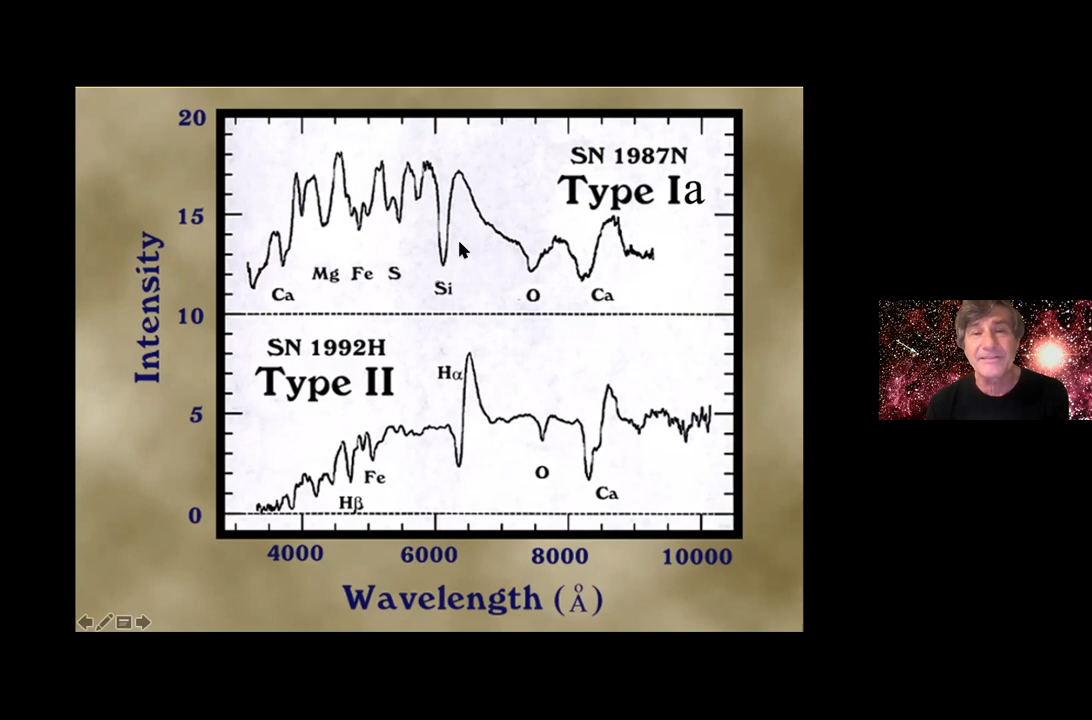 Intensity
20
15
10
5
0
SN 1987N
Type Ia
Ca
Mg Fe S
Si
O
Ca
SN 1992H
Type II
Hα
Fe
Hβ
O
Ca
4000 6000 8000 10000
Wavelength (Å)